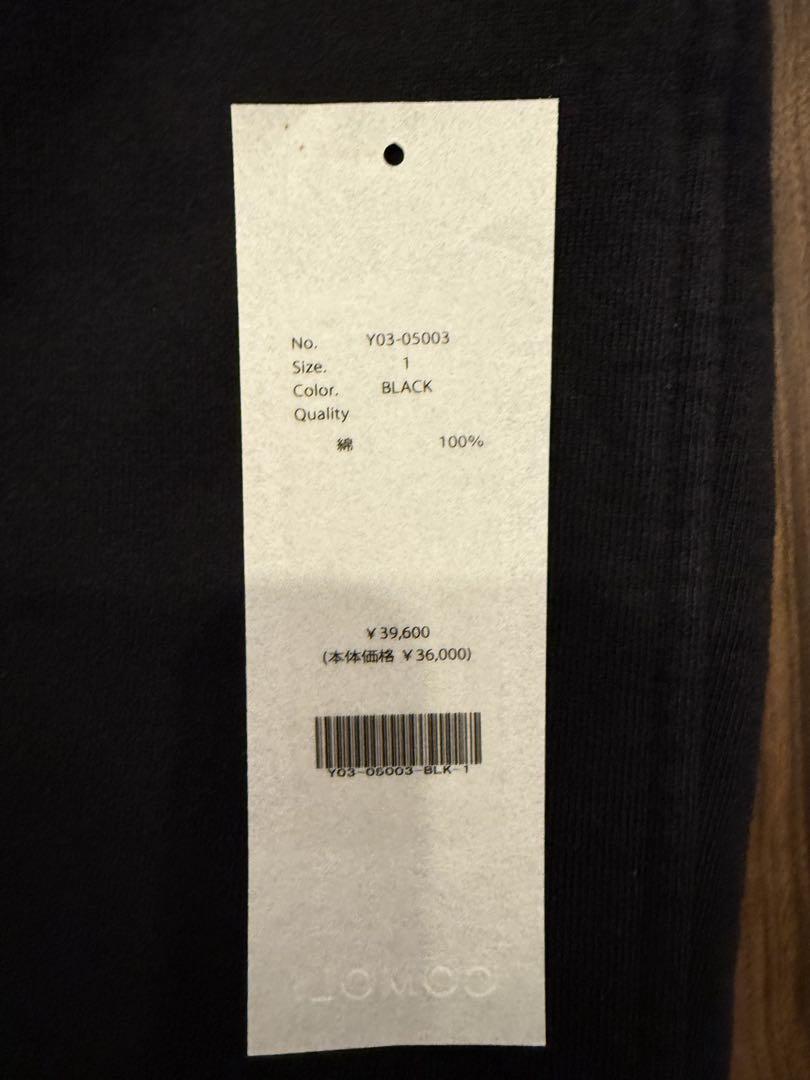 No. Y03-05003
Size. 1
Color. BLACK
Quality
綿 100%
¥39,600
(本体価格 ¥36,000)
Y03-05003-BLK-1